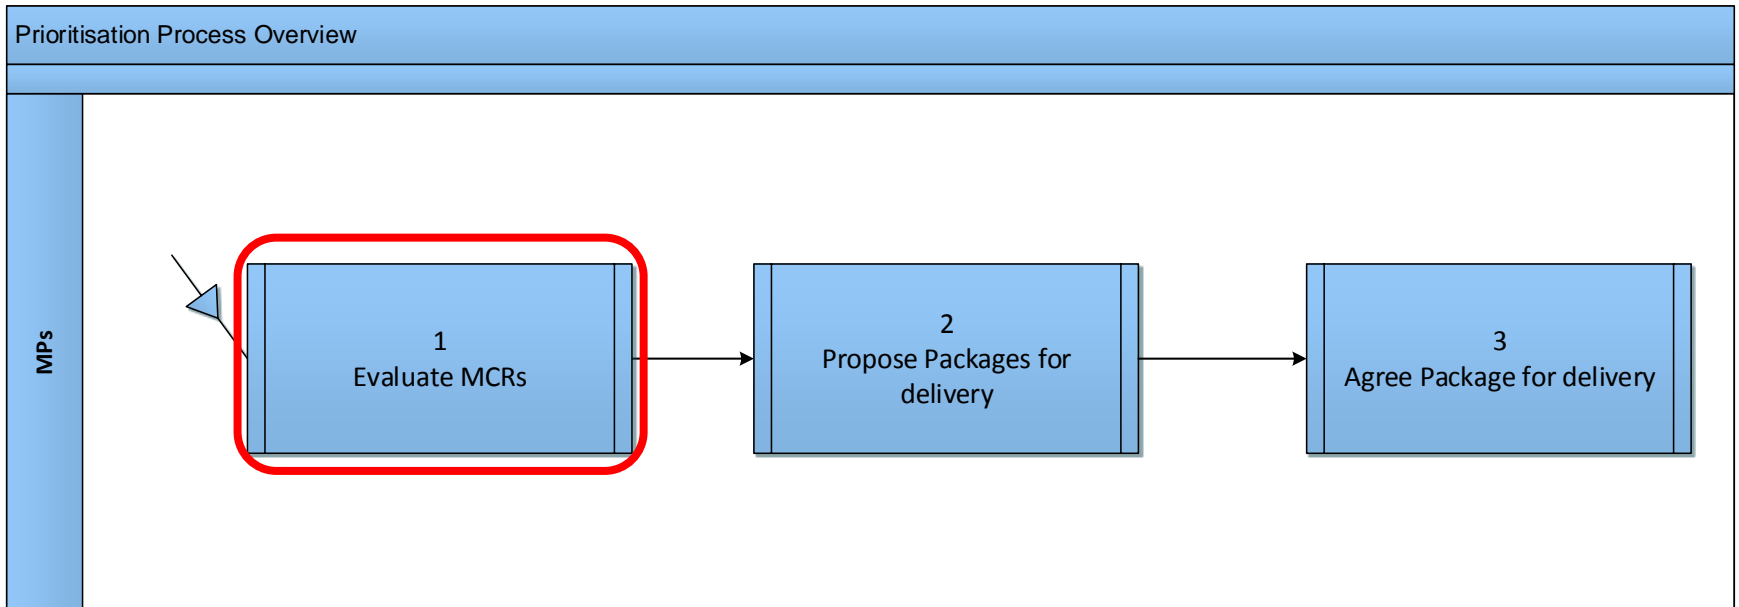 Prioritisation Process Overview
MPs
1
Evaluate MCRs
2
Propose Packages for
delivery
3
Agree Package for delivery